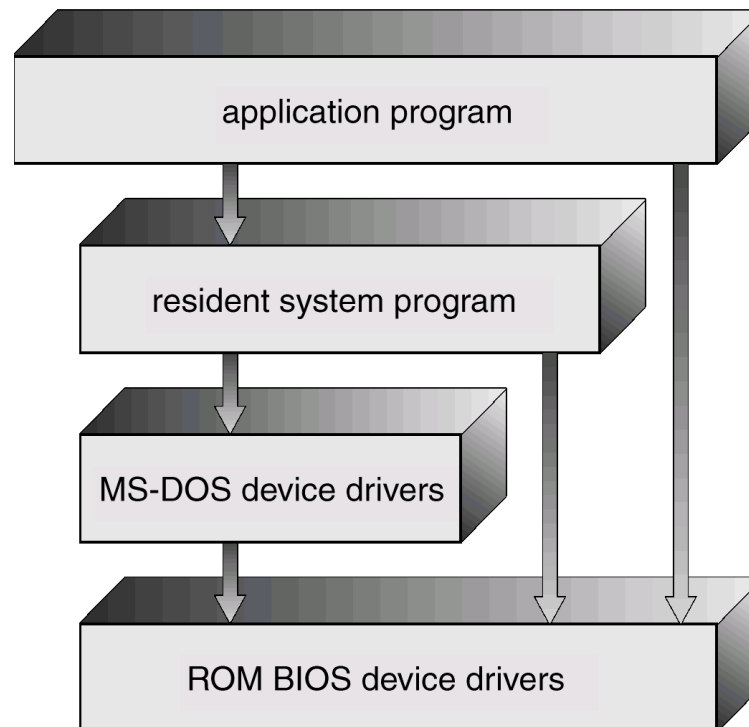 application program
resident system program
MS-DOS device drivers
ROM BIOS device drivers